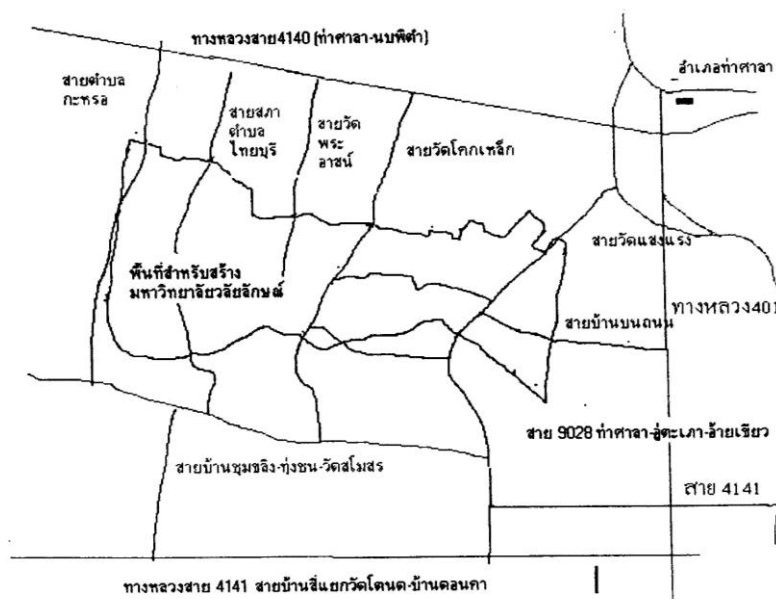 ทางหลวงสาย4140 (ท่าศาลา-นบพิตำ)
อำเภอท่าศาลา
สายตำบล
กะหรอ
สายสภา
ตำบล
ไทยบุรี
สายวัด
พระ
อาสน์
สายวัดโคกเหล็ก
สายวัดแสงแรง
พื้นที่สำหรับสร้าง
มหาวิทยาลัยวลัยลักษณ์
ทางหลวง401
สายบ้านบนถนน
สาย 9028 ท่าศาลา-อู่ตะเภา-อ้ายเขียว
สายบ้านชุมขลิง-ทุ่งชน-วัดสโมสร
สาย 4141
ทางหลวงสาย 4141 สายบ้านสี่แยกวัดโตนด-บ้านดอนคา